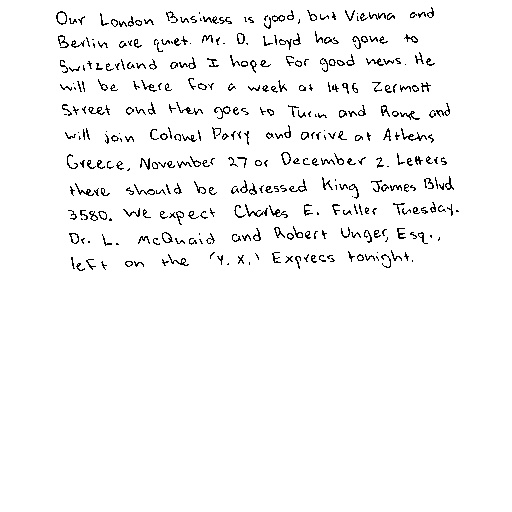 Our London Business is good, but Vienna and
Berlin are quiet. Mr. D. Lloyd has gone to
Switzerland and I hope for good news. He
will be there for a week at 1496 Zermott
Street and then goes to Turin and Rome and
will join Colonel Parry and arrive at Athens
Greece, November 27 or December 2. Letters
there should be addressed King James Blvd
3580. We expect Charles E. Fuller Tuesday.
Dr. L. McQuaid and Robert Unger, Esq.,
left on the 'Y. X.' Express tonight.